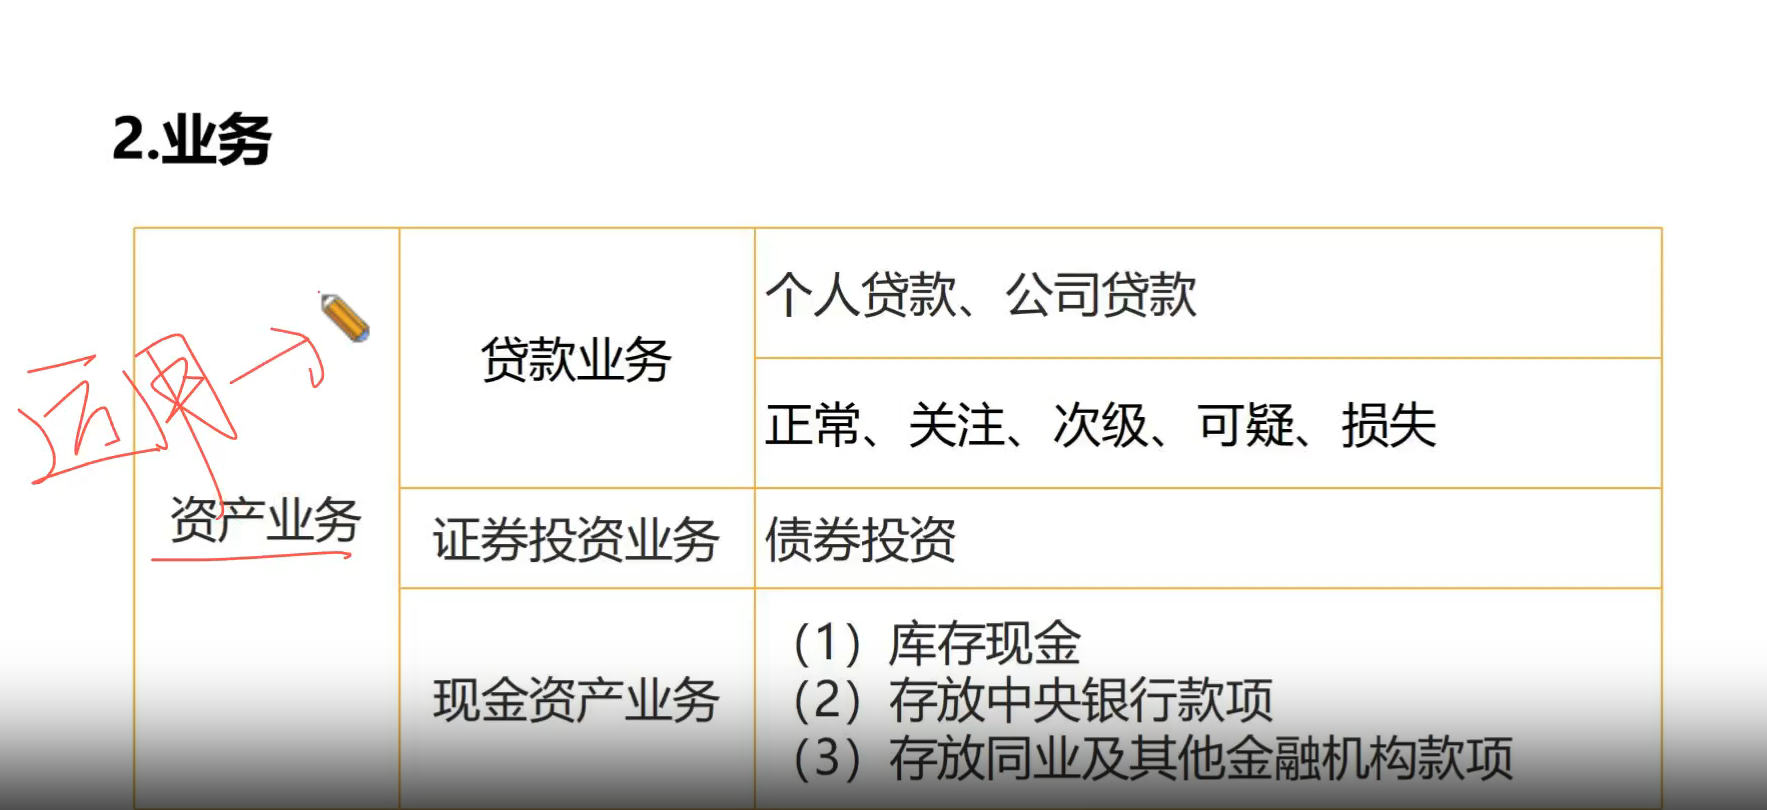 2.业务
运用
资产业务
贷款业务
个人贷款、公司贷款
正常、关注、次级、可疑、损失
证券投资业务
债券投资
现金资产业务
（1）库存现金
（2）存放中央银行款项
（3）存放同业及其他金融机构款项